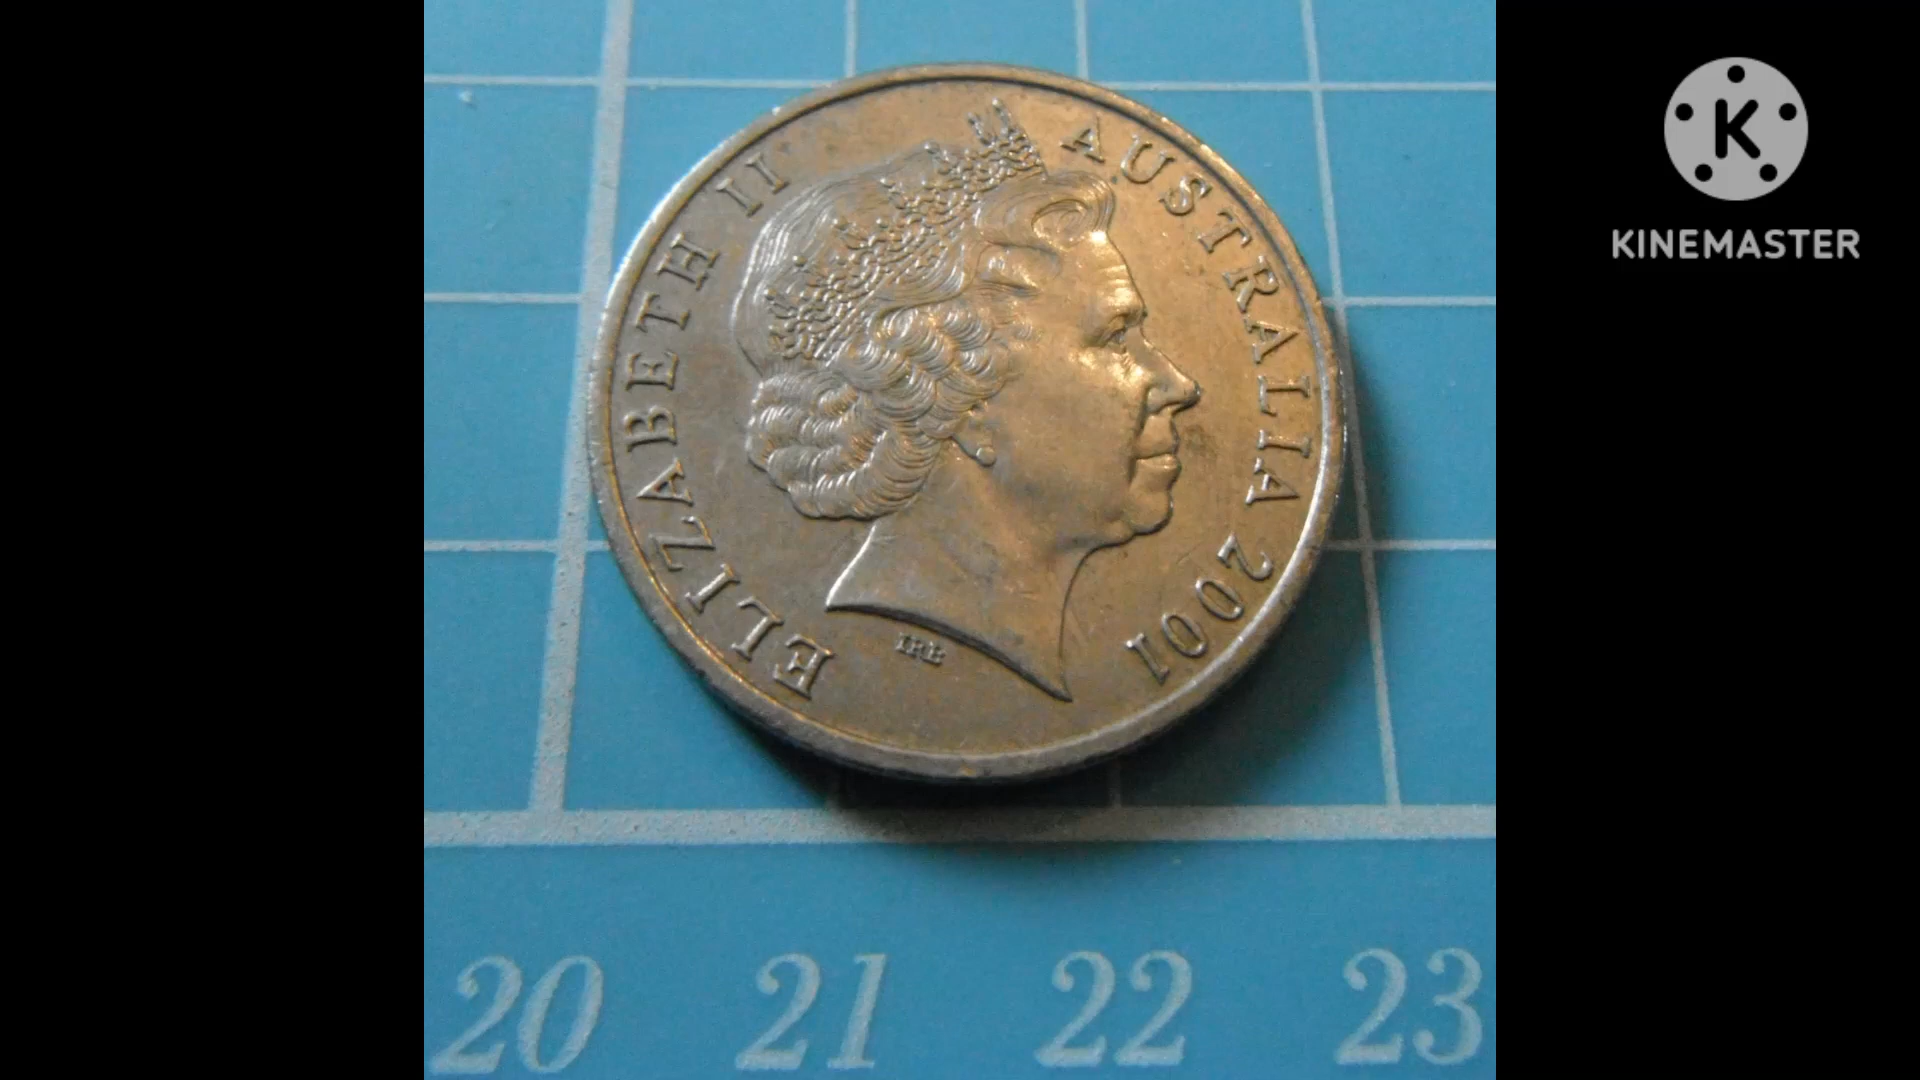 ELIZABETH II
AUSTRALIA 2001
IRB
K
KINEMASTER
20 21 22 23